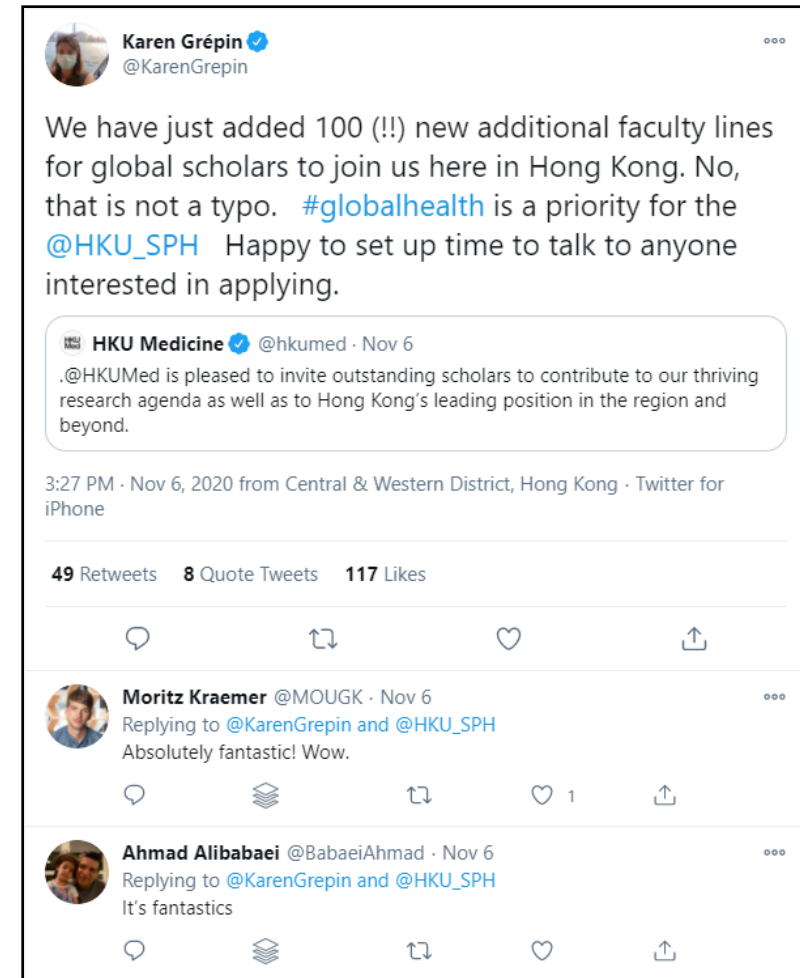 Karen Grépin
@KarenGrepin
We have just added 100 (!!) new additional faculty lines
for global scholars to join us here in Hong Kong. No,
that is not a typo. #globalhealth is a priority for the
@HKU_SPH Happy to set up time to talk to anyone
interested in applying.
HKU Med HKU Medicine @hkumed · Nov 6
.@HKUMed is pleased to invite outstanding scholars to contribute to our thriving
research agenda as well as to Hong Kong's leading position in the region and
beyond.
3:27 PM · Nov 6, 2020 from Central & Western District, Hong Kong · Twitter for
iPhone
49 Retweets 8 Quote Tweets 117 Likes
Moritz Kraemer @MOUGK · Nov 6
Replying to @KarenGrepin and @HKU_SPH
Absolutely fantastic! Wow.
1
Ahmad Alibabaei @BabaeiAhmad · Nov 6
Replying to @KarenGrepin and @HKU_SPH
It's fantastics